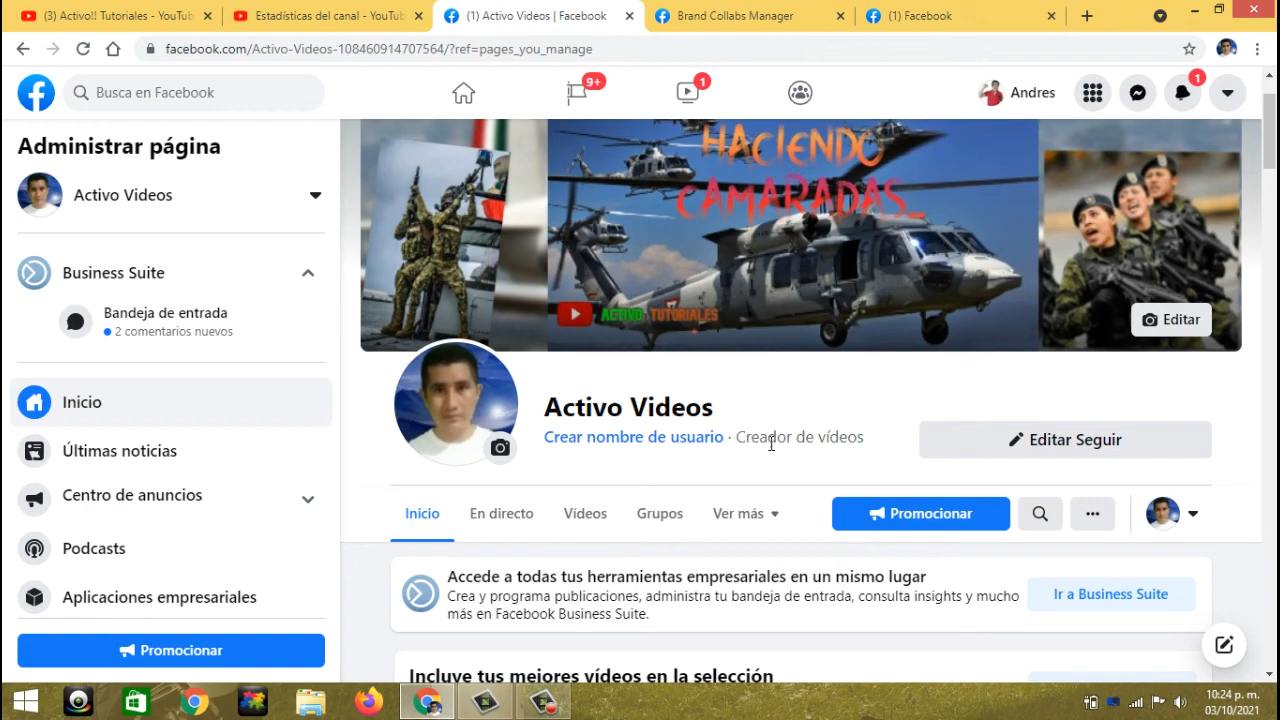 (3) Activo!! Tutoriales - YouTub
Estadísticas del canal - YouTub
(1) Activo Videos | Facebook
Brand Collabs Manager
(1) Facebook
facebook.com/Activo-Videos-108460914707564/?ref=pages_you_manage
Busca en Facebook
9+
1
Andres
1
Administrar página
Activo Videos
Business Suite
Bandeja de entrada
2 comentarios nuevos
Inicio
Últimas noticias
Centro de anuncios
Podcasts
Aplicaciones empresariales
Promocionar
HACIENDO
CAMARADAS
ACTIVO TUTORIALES
Editar
Activo Videos
Crear nombre de usuario · Creador de vídeos
Editar Seguir
Inicio
En directo
Vídeos
Grupos
Ver más
Promocionar
Accede a todas tus herramientas empresariales en un mismo lugar
Crea y programa publicaciones, administra tu bandeja de entrada, consulta insights y mucho
más en Facebook Business Suite.
Ir a Business Suite
Incluye tus mejores vídeos en la selección
10:24 p. m.
03/10/2021